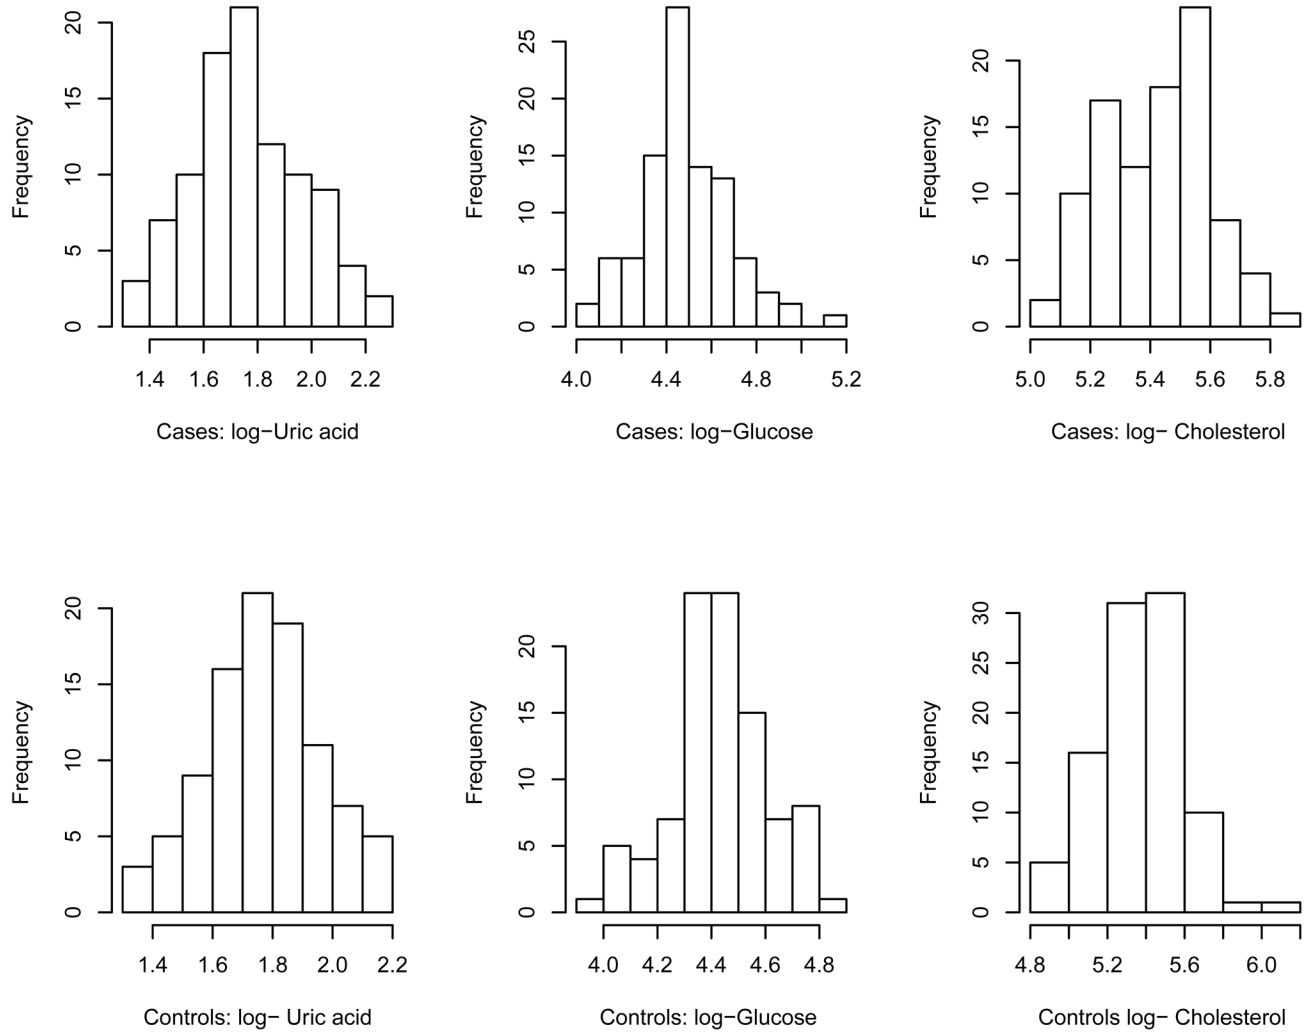 Frequency
0 5 10 15 20
1.4 1.6 1.8 2.0 2.2
Cases: log−Uric acid
Frequency
0 5 10 15 20 25
4.0 4.4 4.8 5.2
Cases: log−Glucose
Frequency
0 5 10 15 20
5.0 5.2 5.4 5.6 5.8
Cases: log− Cholesterol
Frequency
0 5 10 15 20
1.4 1.6 1.8 2.0 2.2
Controls: log− Uric acid
Frequency
0 5 10 15 20
4.0 4.2 4.4 4.6 4.8
Controls: log−Glucose
Frequency
0 5 10 15 20 25 30
4.8 5.2 5.6 6.0
Controls log− Cholesterol